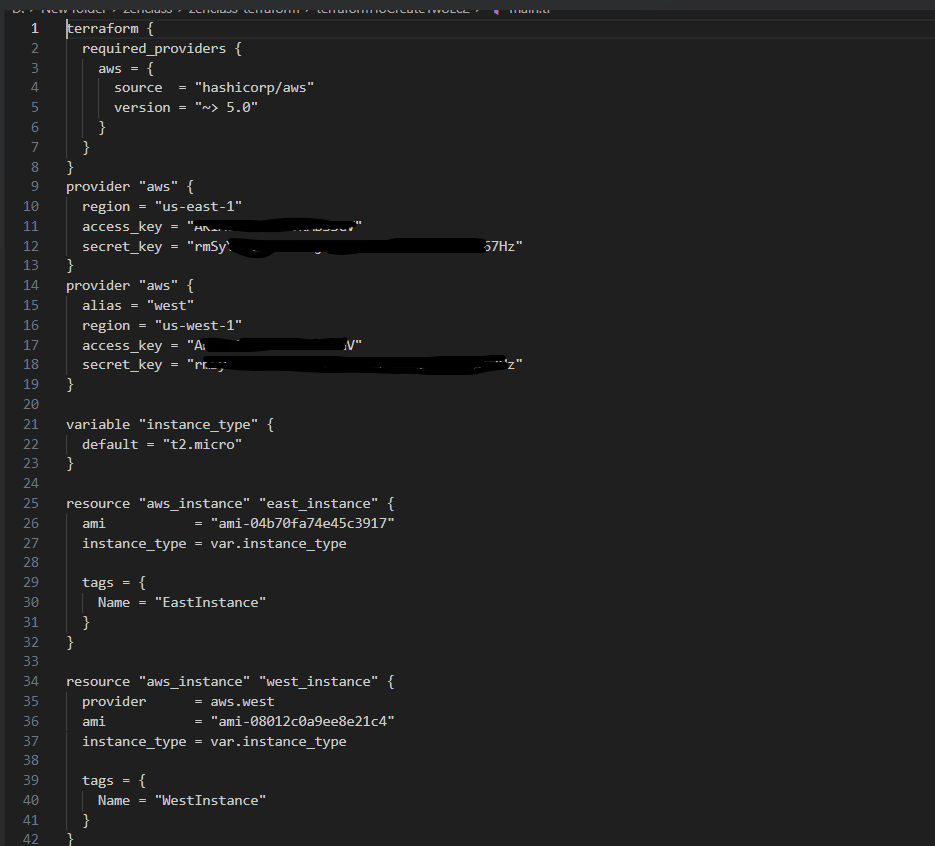 terraform {
required_providers {
aws = {
source = "hashicorp/aws"
version = "~> 5.0"
}
}
}
provider "aws" {
region = "us-east-1"
access_key = "
secret_key = "
}
provider "aws" {
alias = "west"
region = "us-west-1"
access_key = "
secret_key = "
}
variable "instance_type" {
default = "t2.micro"
}
resource "aws_instance" "east_instance" {
ami = "ami-04b70fa74e45c3917"
instance_type = var.instance_type
tags = {
Name = "EastInstance"
}
}
resource "aws_instance" "west_instance" {
provider = aws.west
ami = "ami-08012c0a9ee8e21c4"
instance_type = var.instance_type
tags = {
Name = "WestInstance"
}
}